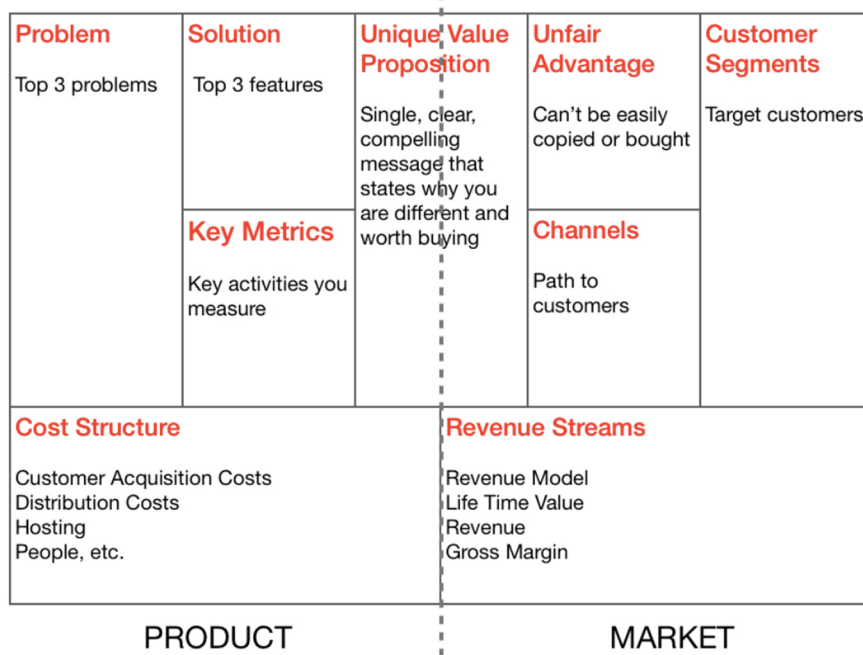 Problem
Top 3 problems
Solution
Top 3 features
Key Metrics
Key activities you
measure
Unique Value
Proposition
Single, clear,
compelling
message that
states why you
are different and
worth buying
Unfair
Advantage
Can't be easily
copied or bought
Channels
Path to
customers
Customer
Segments
Target customers
Cost Structure
Customer Acquisition Costs
Distribution Costs
Hosting
People, etc.
Revenue Streams
Revenue Model
Life Time Value
Revenue
Gross Margin
PRODUCT
MARKET